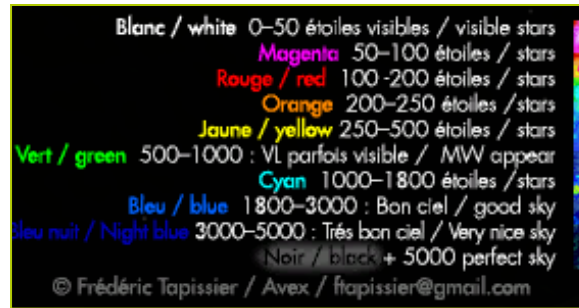 Blanc / white 0–50 étoiles visibles / visible stars
Magenta 50–100 étoiles / stars
Rouge / red 100 -200 étoiles / stars
Orange 200–250 étoiles /stars
Jaune / yellow 250–500 étoiles / stars
Vert / green 500–1000 : VL parfois visible / MW appear
Cyan 1000–1800 étoiles /stars
Bleu / blue 1800–3000 : Bon ciel / good sky
Bleu nuit / Night blue 3000–5000 : Trés bon ciel / Very nice sky
Noir / black + 5000 perfect sky
© Frédéric Tapissier / Avex / ftapissier@gmail.com